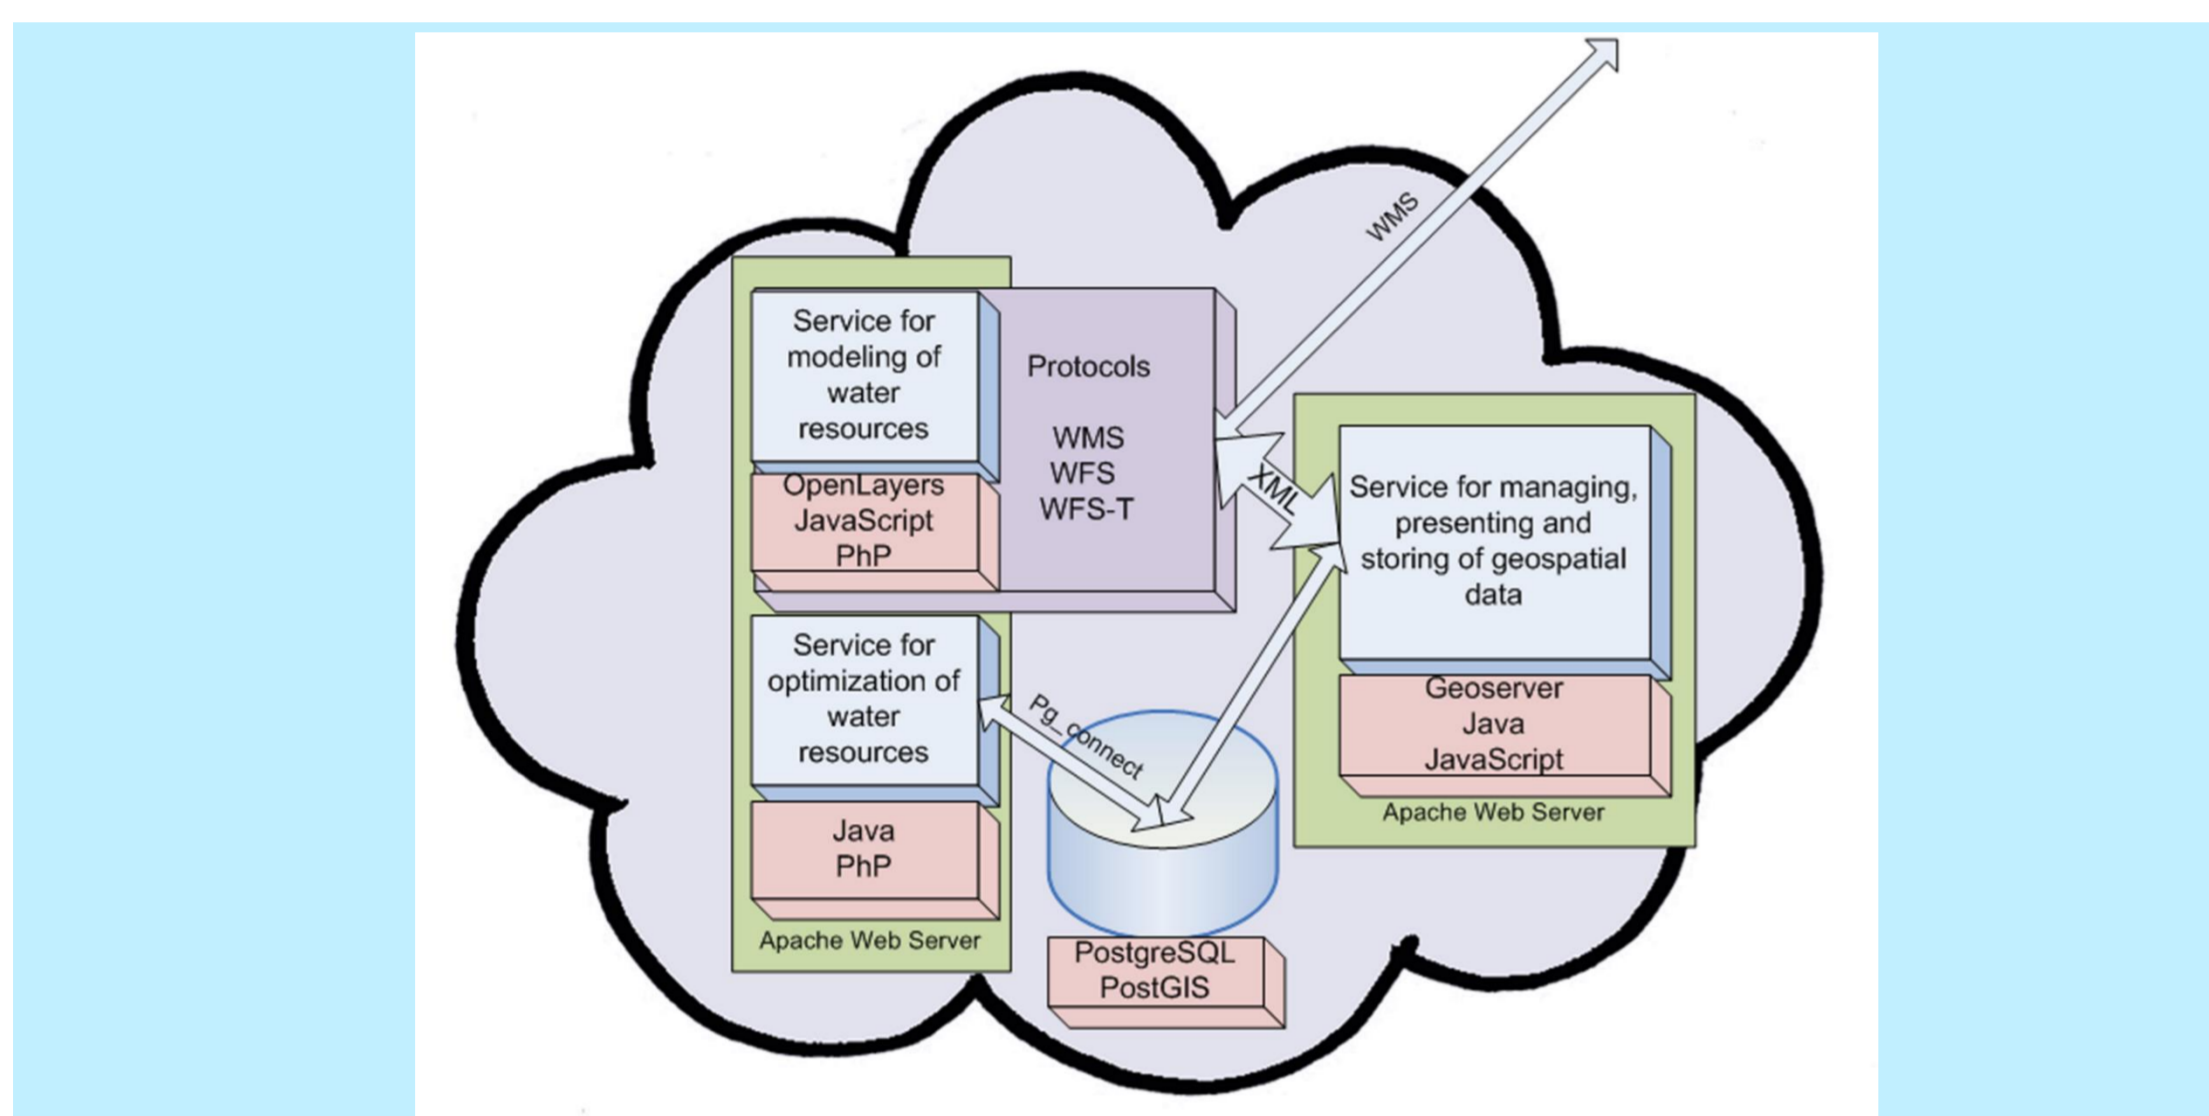 WMS
Service for
modeling of
water
resources
Protocols
WMS
WFS
WFS-T
OpenLayers
JavaScript
PhP
XML
Service for managing,
presenting and
storing of geospatial
data
Geoserver
Java
JavaScript
Apache Web Server
Service for
optimization of
water
resources
Pg_connect
Java
PhP
Apache Web Server
PostgreSQL
PostGIS